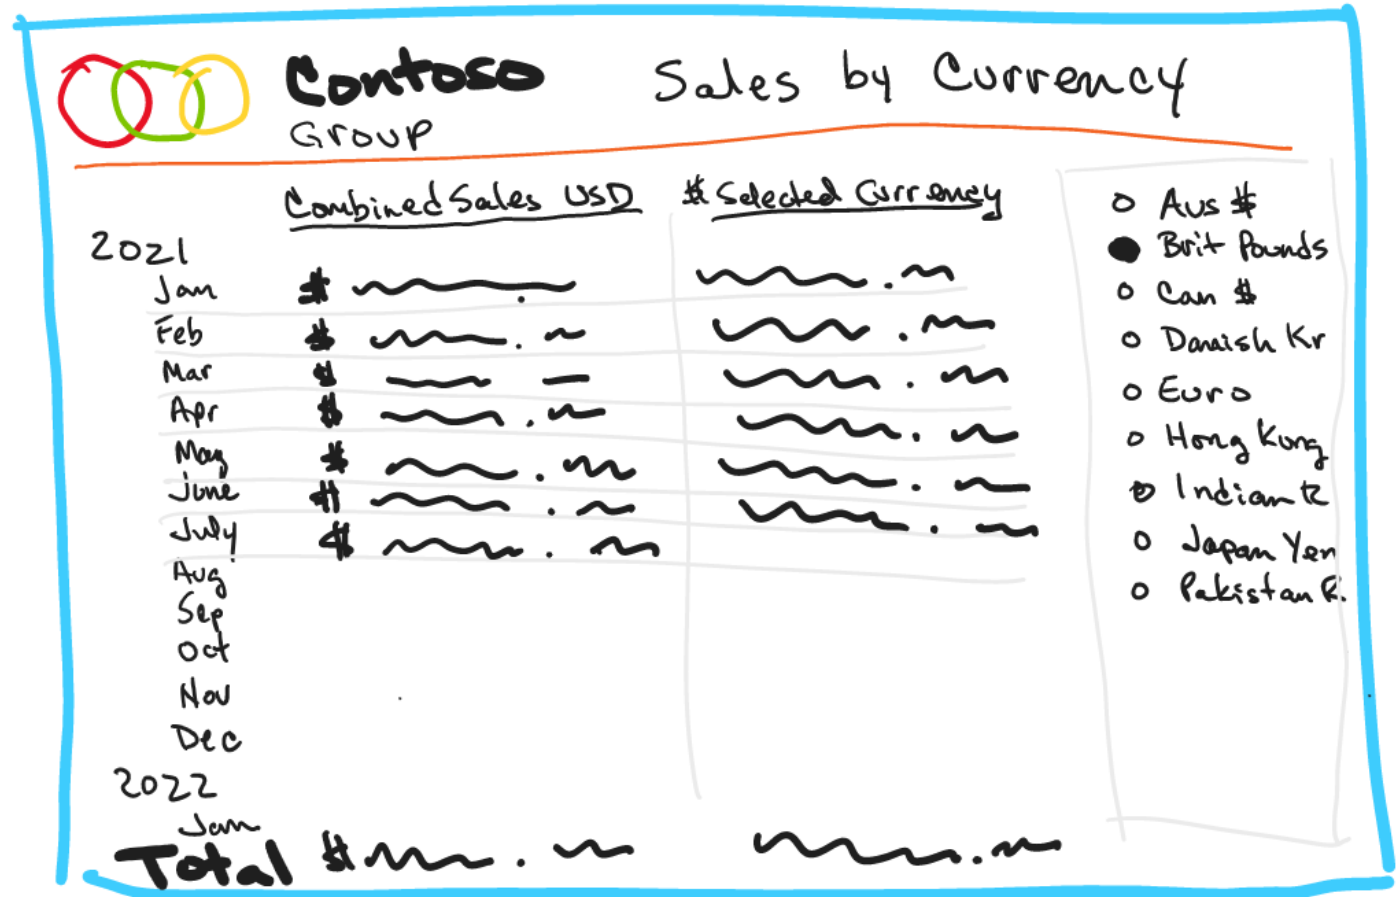 Contoso Sales by Currency
Group
Combined Sales USD $ Selected Currency
2021
Jan $
Feb $
Mar $
Apr $
May $
June $
July $
Aug
Sep
Oct
Nov
Dec
2022
Jan
Total $
Aus $
Brit Pounds
Can $
Danish Kr
Euro
Hong Kong
Indian R
Japan Yen
Pakistan R.